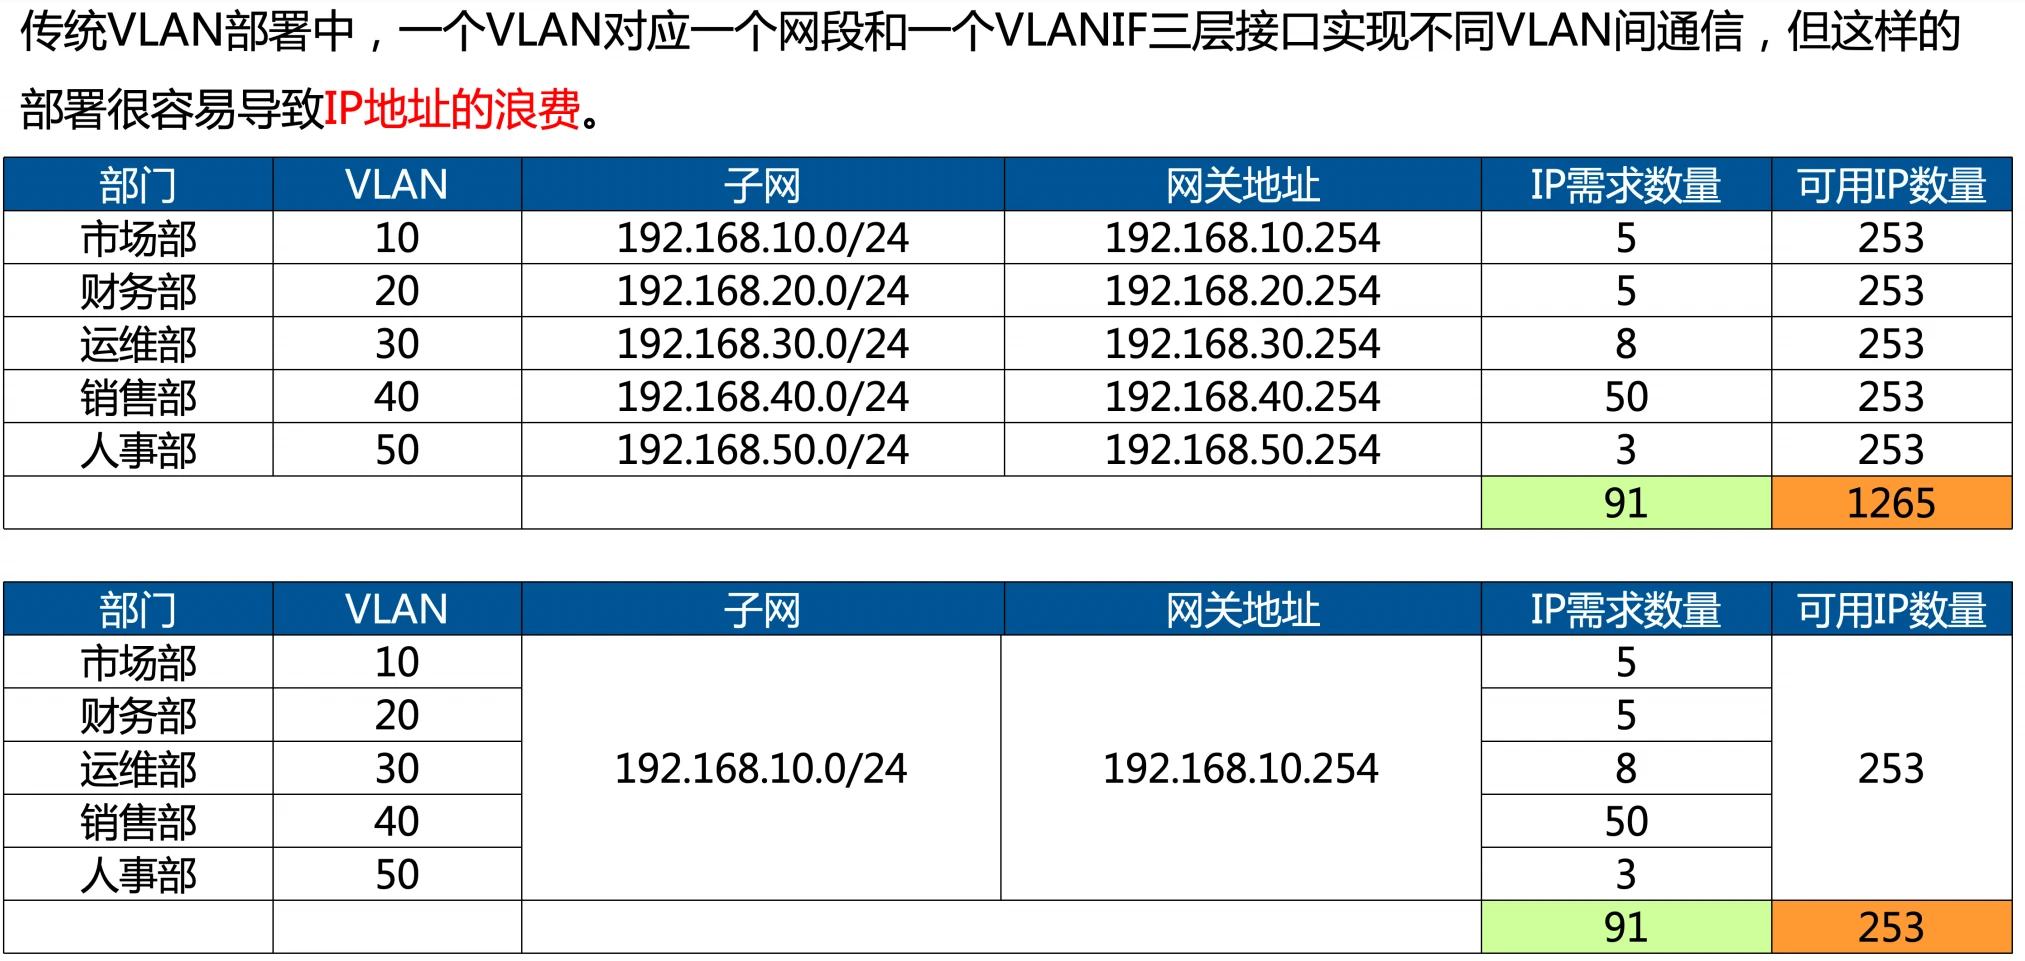 传统VLAN部署中，一个VLAN对应一个网段和一个VLANIF三层接口实现不同VLAN间通信，但这样的
部署很容易导致IP地址的浪费。
部门 VLAN 子网 网关地址 IP需求数量 可用IP数量
市场部 10 192.168.10.0/24 192.168.10.254 5 253
财务部 20 192.168.20.0/24 192.168.20.254 5 253
运维部 30 192.168.30.0/24 192.168.30.254 8 253
销售部 40 192.168.40.0/24 192.168.40.254 50 253
人事部 50 192.168.50.0/24 192.168.50.254 3 253
91 1265
部门 VLAN 子网 网关地址 IP需求数量 可用IP数量
市场部 10 5
财务部 20 5
运维部 30 192.168.10.0/24 192.168.10.254 8 253
销售部 40 50
人事部 50 3
91 253